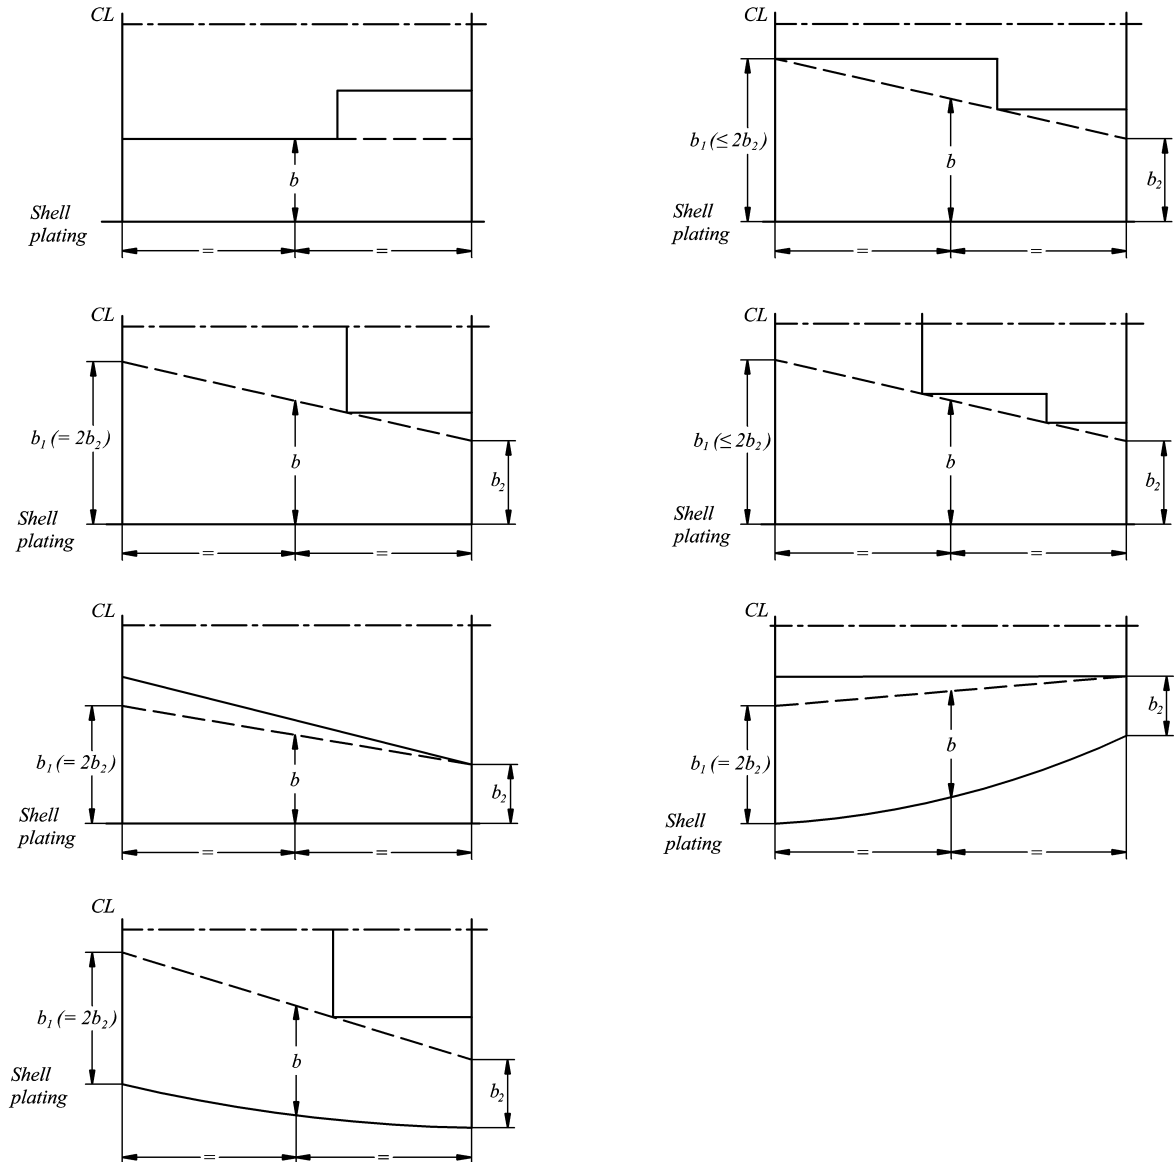 CL
b
Shell
plating
=
=
CL
b₁ (≤ 2b₂)
b
b₂
Shell
plating
=
=
CL
b₁ (= 2b₂)
b
b₂
Shell
plating
=
=
CL
b₁ (≤ 2b₂)
b
b₂
Shell
plating
=
=
CL
b₁ (= 2b₂)
b
b₂
Shell
plating
=
=
CL
b₂
b
b₁ (= 2b₂)
Shell
plating
=
=
CL
b₁ (= 2b₂)
b
Shell
plating
b₂
=
=